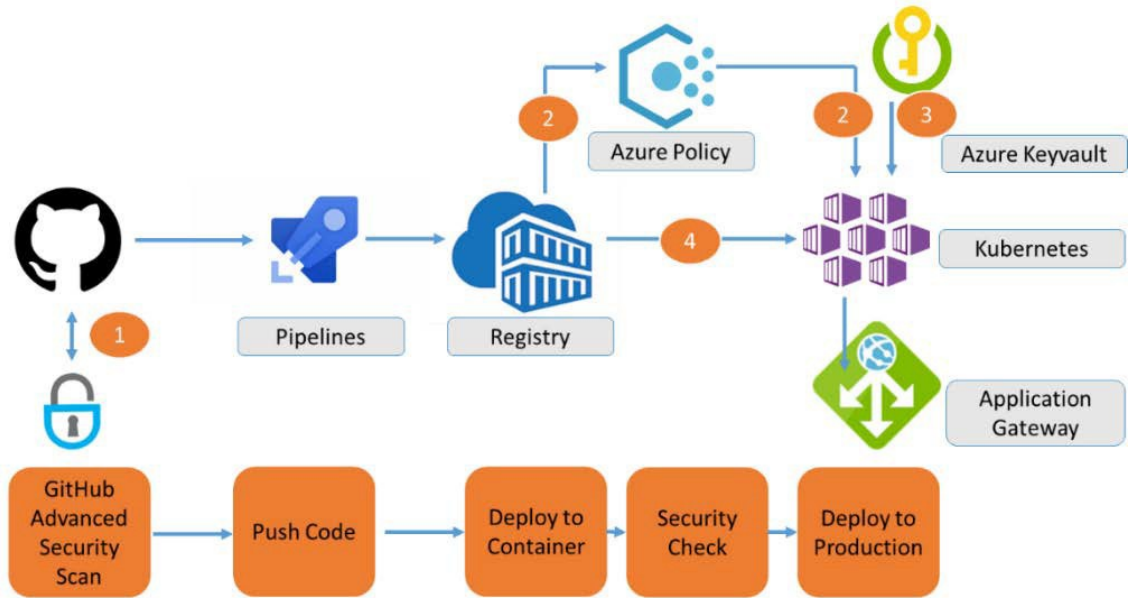 2
2
3
Azure Policy
Azure Keyvault
4
Kubernetes
1
Pipelines
Registry
Application
Gateway
GitHub
Advanced
Security
Scan
Push Code
Deploy to
Container
Security
Check
Deploy to
Production